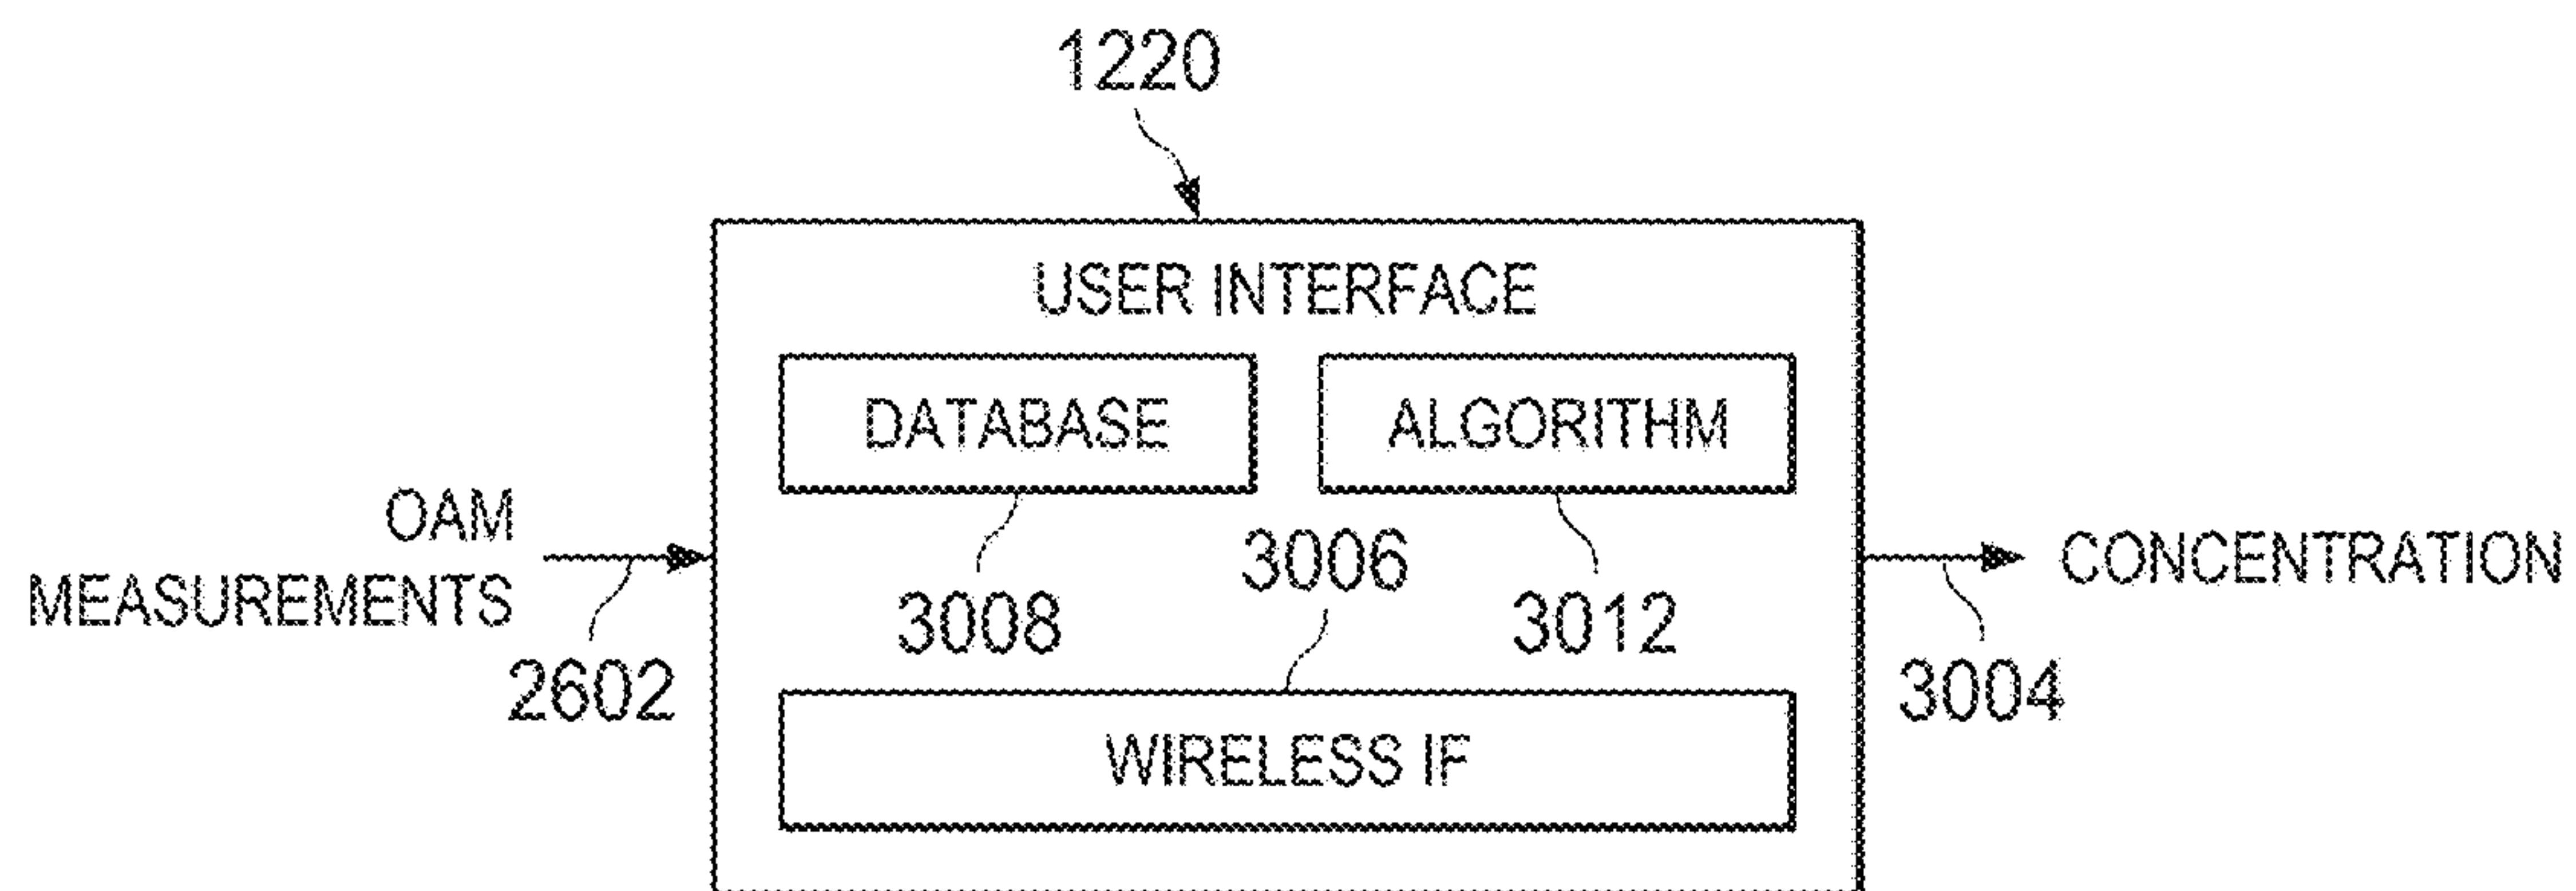 1220
USER INTERFACE
DATABASE
ALGORITHM
OAM
MEASUREMENTS
2602
3008
3006
3012
CONCENTRATION
3004
WIRELESS IF